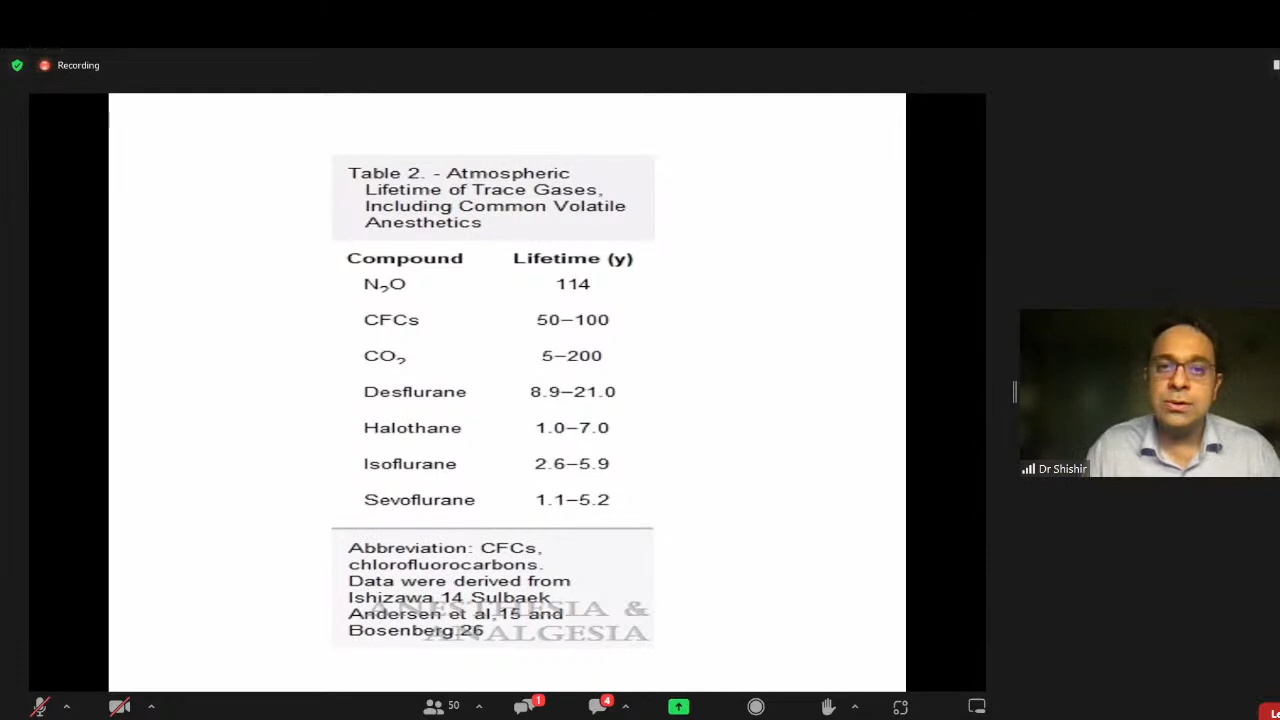 Recording
Table 2. - Atmospheric
Lifetime of Trace Gases,
Including Common Volatile
Anesthetics
Compound Lifetime (y)
N₂O 114
CFCs 50–100
CO₂ 5–200
Desflurane 8.9–21.0
Halothane 1.0–7.0
Isoflurane 2.6–5.9
Sevoflurane 1.1–5.2
Abbreviation: CFCs,
chlorofluorocarbons.
Data were derived from
Ishizawa,14 Sulbaek
Andersen et al,15 and
Bosenberg.26
ANESTHESIA &
ANALGESIA
Dr Shishir
50
1
4